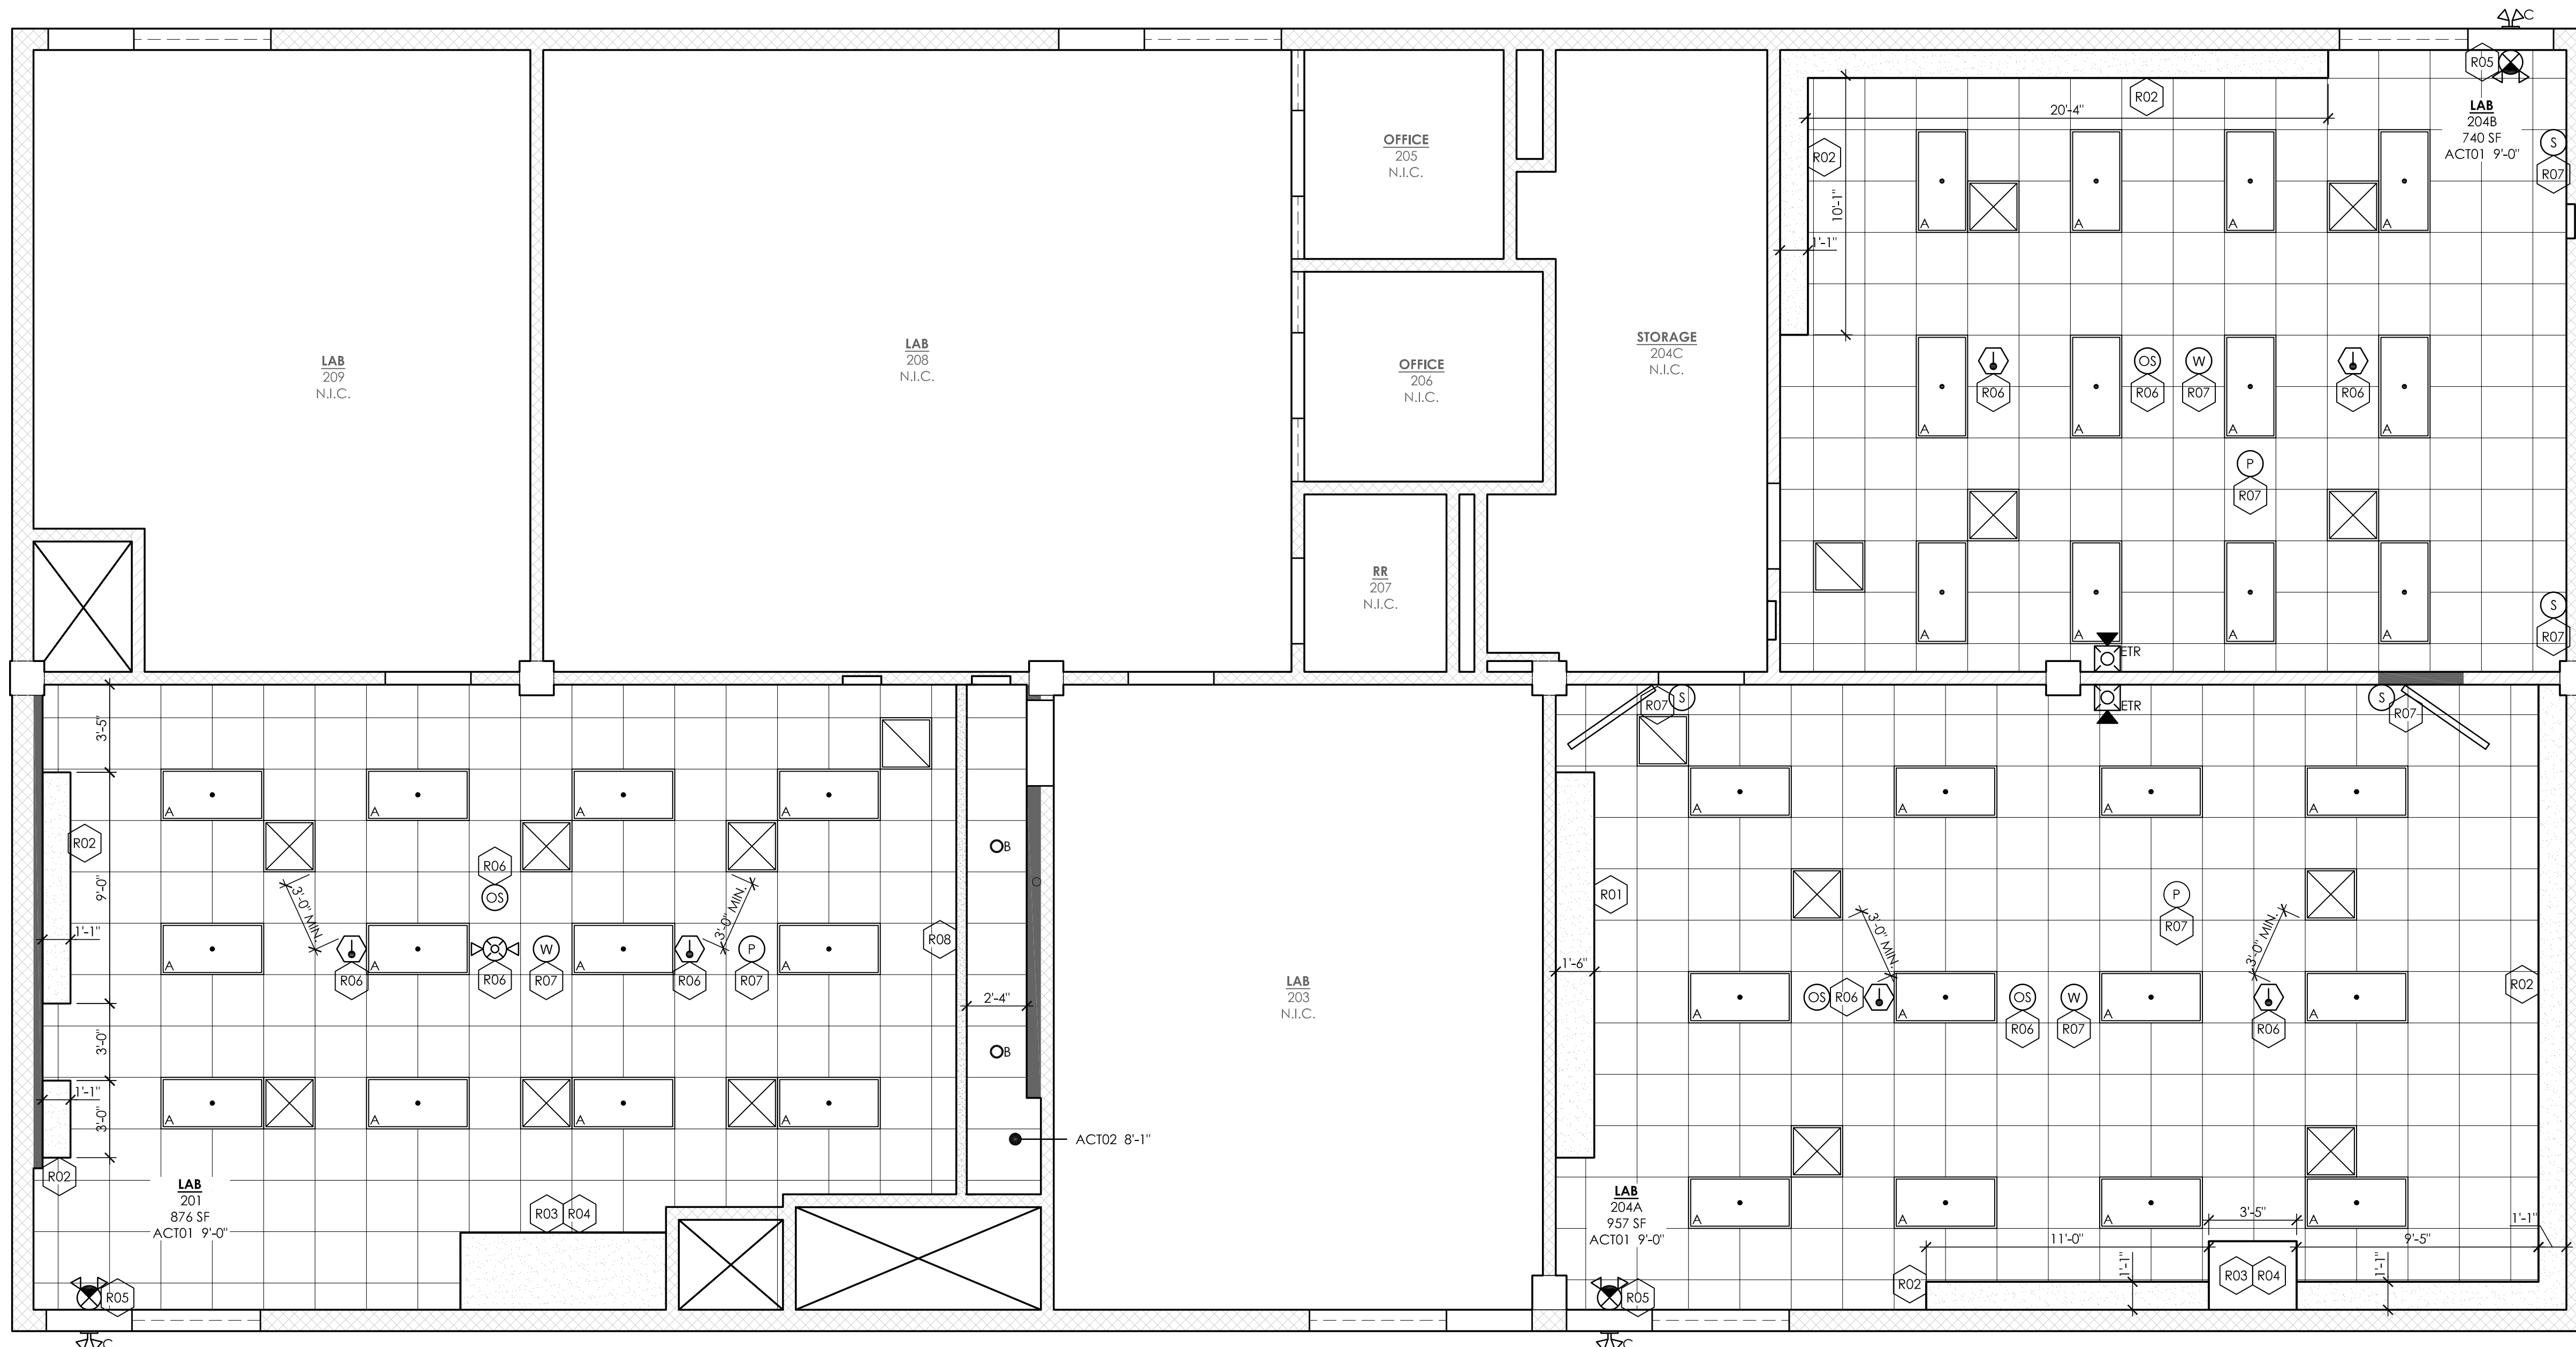 C
R05
LAB
204B
740 SF
ACT01 9'-0"
S
R07
R02
20'-4"
R02
10'-1"
1'-1"
A
A
A
A
OFFICE
205
N.I.C.
LAB
209
N.I.C.
LAB
208
N.I.C.
OFFICE
206
N.I.C.
STORAGE
204C
N.I.C.
R06
OS
R06
W
R07
R06
A
A
A
A
P
R07
RR
207
N.I.C.
S
R07
A
A
A
A
ETR
ETR
3'-5"
R02
9'-0"
1'-1"
3'-0"
1'-1"
3'-0"
R02
A
A
A
A
R06
OS
3'-0" MIN.
3'-0" MIN.
A
A
A
A
R06
R06
W
R07
R06
P
R07
R08
A
A
A
A
B
B
2'-4"
ACT02 8'-1"
LAB
201
876 SF
ACT01 9'-0"
R03
R04
R05
C
LAB
203
N.I.C.
R07
S
S
R07
A
A
A
A
R01
1'-6"
P
R07
3'-0" MIN.
3'-0" MIN.
R02
A
A
A
A
OS
R06
OS
R06
W
R07
R06
A
A
A
A
LAB
204A
957 SF
ACT01 9'-0"
3'-5"
11'-0"
9'-5"
1'-1"
1'-1"
1'-1"
R02
R03
R04
R05
C